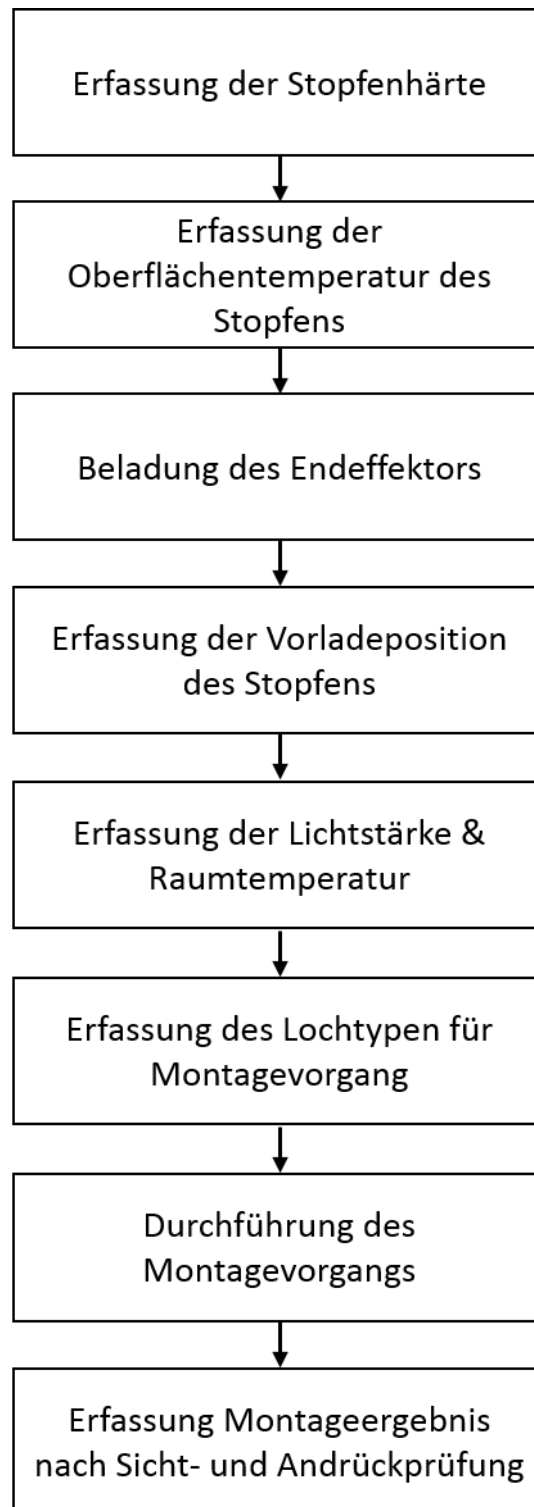 Erfassung der Stopfenhärte
Erfassung der
Oberflächentemperatur des
Stopfens
Beladung des Endeffektors
Erfassung der Vorladeposition
des Stopfens
Erfassung der Lichtstärke &
Raumtemperatur
Erfassung des Lochtypen für
Montagevorgang
Durchführung des
Montagevorgangs
Erfassung Montageergebnis
nach Sicht- und Andrückprüfung